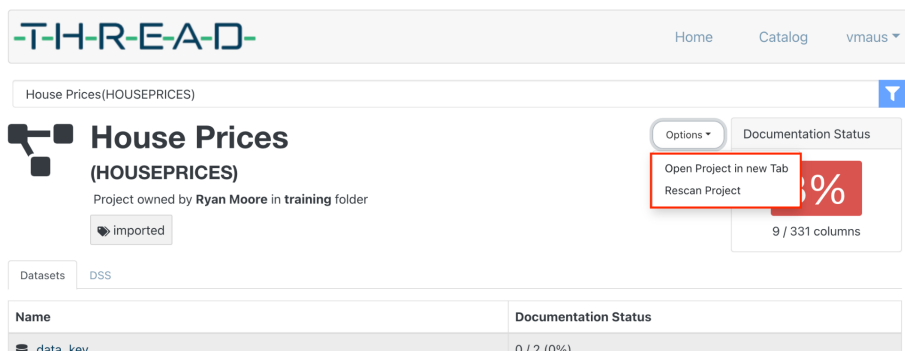 -T-H-R-E-A-D-
Home Catalog vmaus
House Prices(HOUSEPRICES)
House Prices
(HOUSEPRICES)
Project owned by Ryan Moore in training folder
imported
Options
Open Project in new Tab
Rescan Project
Documentation Status
%
9 / 331 columns
Datasets DSS
Name Documentation Status
data_key 0 / 2 (0%)